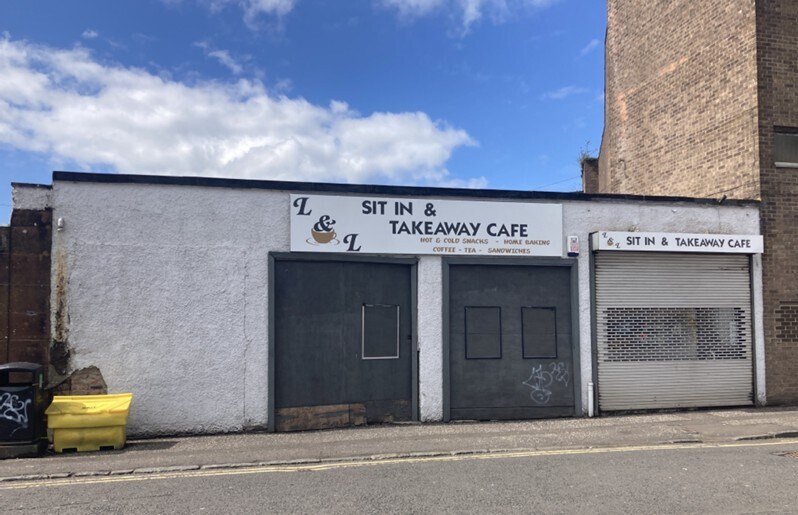 L & L
SIT IN &
TAKEAWAY CAFE
HOT & COLD SNACKS - HOME BAKING
COFFEE - TEA - SANDWICHES
L & L
SIT IN & TAKEAWAY CAFE